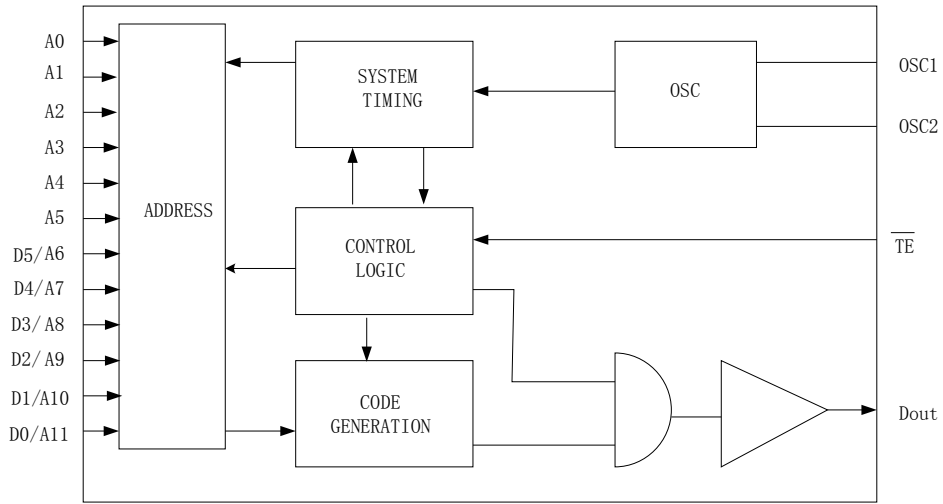 A0
A1
A2
A3
A4
A5
D5/A6
D4/A7
D3/A8
D2/A9
D1/A10
D0/A11
ADDRESS
SYSTEM
TIMING
OSC
CONTROL
LOGIC
CODE
GENERATION
OSC1
OSC2
TE
Dout